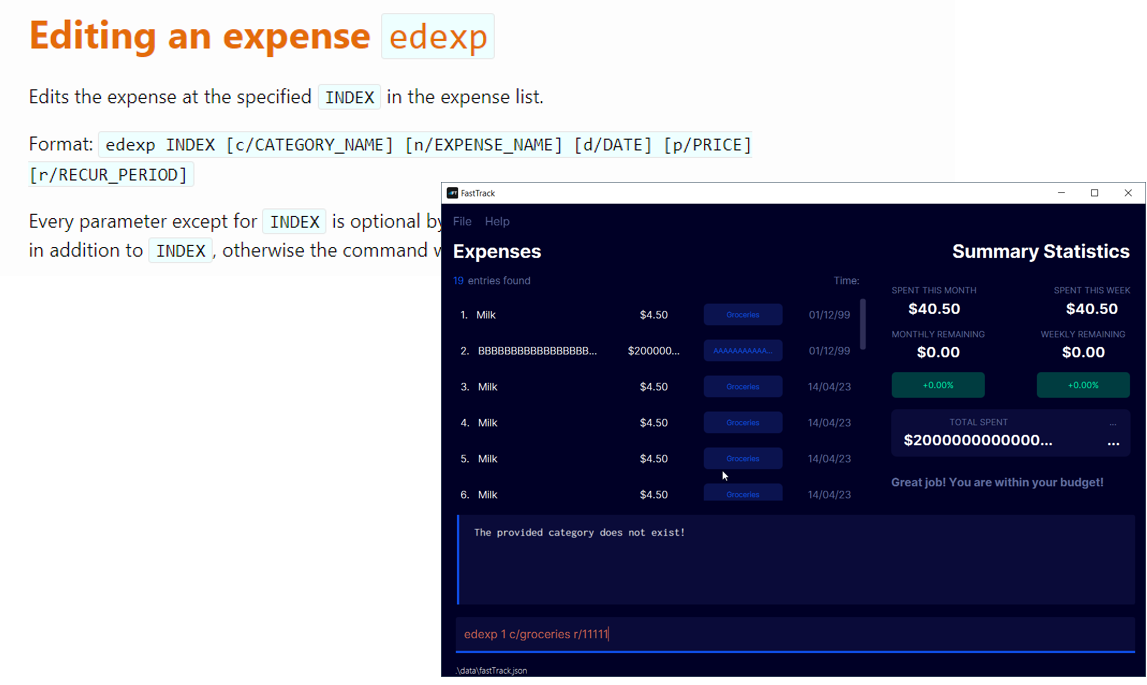 Editing an expense edexp
Edits the expense at the specified INDEX in the expense list.
Format: edexp INDEX [c/CATEGORY_NAME] [n/EXPENSE_NAME] [d/DATE] [p/PRICE]
[r/RECUR_PERIOD]
Every parameter except for INDEX is optional by
in addition to INDEX, otherwise the command w
FastTrack
File Help
Expenses
19 entries found
Time:
1. Milk $4.50 Groceries 01/12/99
2. BBBBBBBBBBBBBBBBB... $200000... AAAAAAAAAAA... 01/12/99
3. Milk $4.50 Groceries 14/04/23
4. Milk $4.50 Groceries 14/04/23
5. Milk $4.50 Groceries 14/04/23
6. Milk $4.50 Groceries 14/04/23
Summary Statistics
SPENT THIS MONTH SPENT THIS WEEK
$40.50 $40.50
MONTHLY REMAINING WEEKLY REMAINING
$0.00 $0.00
+0.00% +0.00%
TOTAL SPENT ...
$2000000000000... ...
Great job! You are within your budget!
The provided category does not exist!
edexp 1 c/groceries r/11111
.\data\fastTrack.json